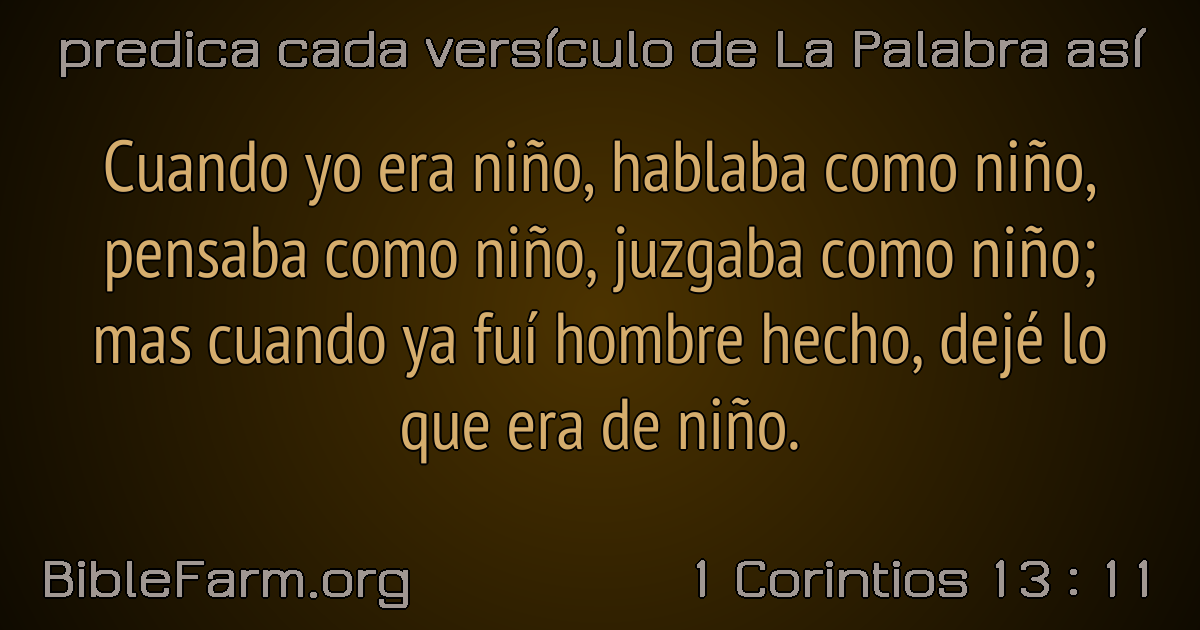 predica cada versículo de La Palabra así
Cuando yo era niño, hablaba como niño,
pensaba como niño, juzgaba como niño;
mas cuando ya fuí hombre hecho, dejé lo
que era de niño.
BibleFarm.org
1 Corintios 13 : 11